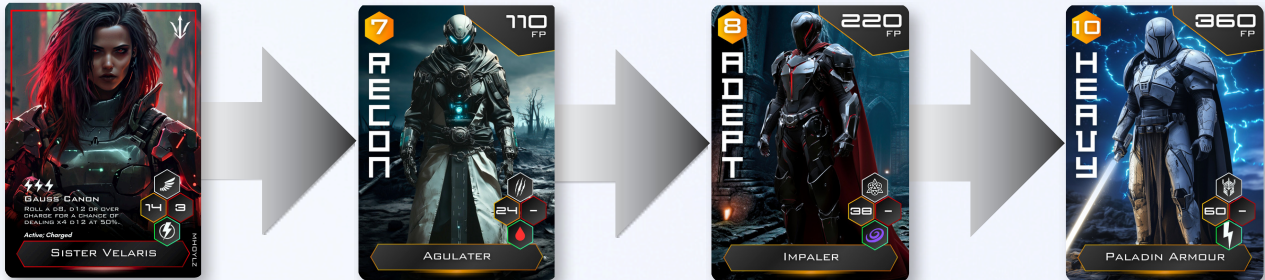 Gauss Canon
Roll a d8, d12 or over
charge for a chance of
dealing x4 d12 at 50%.
Active; Charged
14 3
MHOYLZ
Sister Velaris
7
110
FP
RECON
24 -
Agulater
8
220
FP
ADEPT
38 -
Impaler
10
360
FP
HEAVY
60 -
Paladin Armour